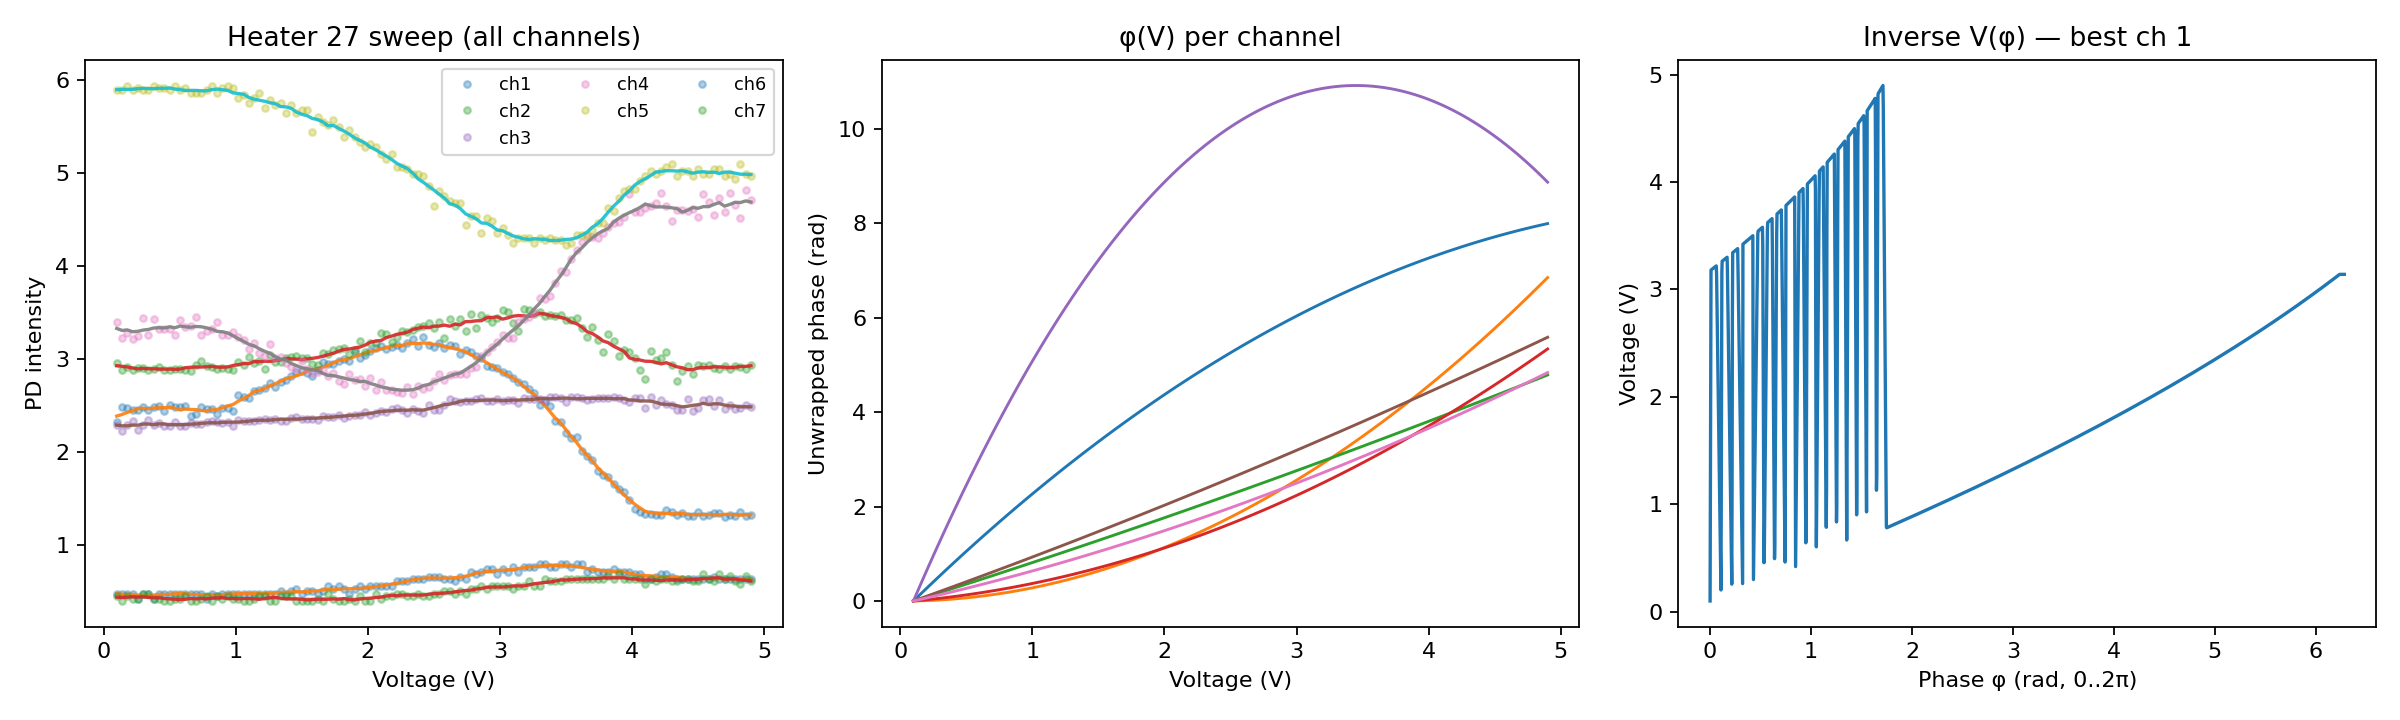 Heater 27 sweep (all channels)
PD intensity
6
5
4
3
2
1
ch1
ch2
ch3
ch4
ch5
ch6
ch7
0 1 2 3 4 5
Voltage (V)
φ(V) per channel
Unwrapped phase (rad)
10
8
6
4
2
0
0 1 2 3 4 5
Voltage (V)
Inverse V(φ) — best ch 1
Voltage (V)
5
4
3
2
1
0
0 1 2 3 4 5 6
Phase φ (rad, 0..2π)